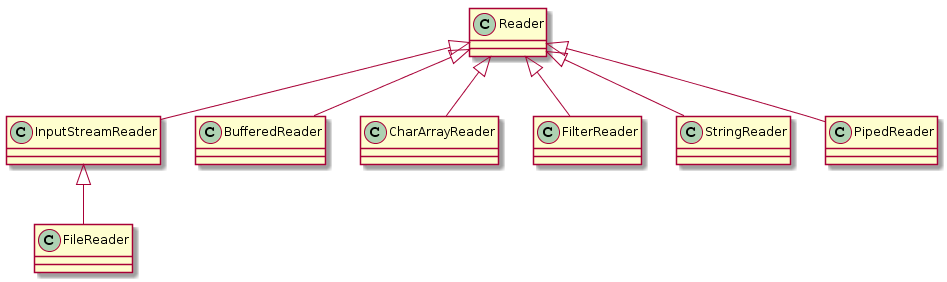 C Reader
C InputStreamReader
C BufferedReader
C CharArrayReader
C FilterReader
C StringReader
C PipedReader
C FileReader